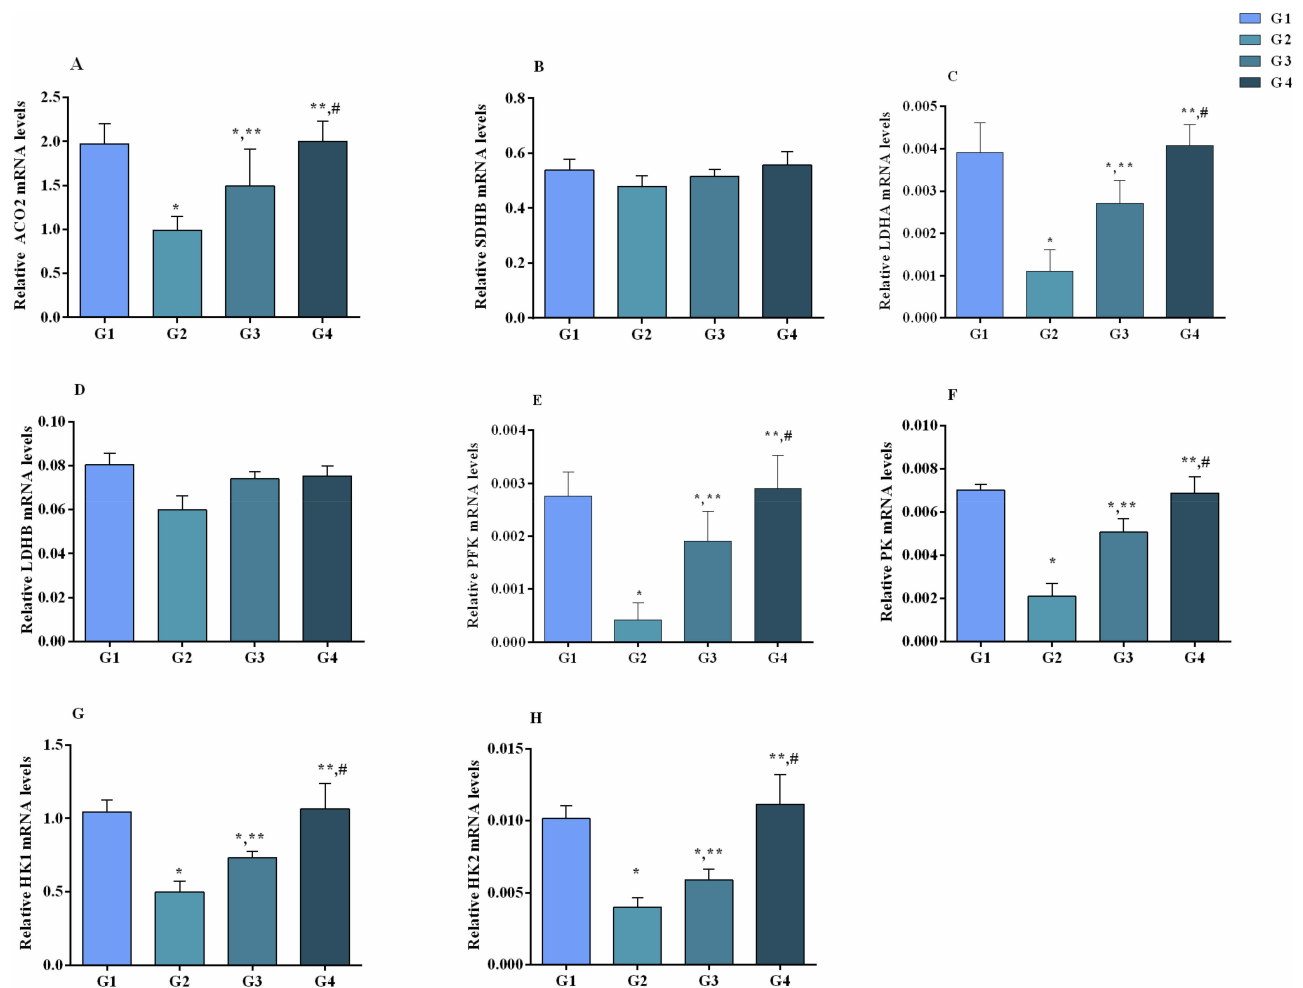 G1
G2
G3
G4
A
Relative ACO2 mRNA levels
2.5
2.0
1.5
1.0
0.5
0.0
*
*,**
**,#
G1 G2 G3 G4
B
Relative SDHB mRNA levels
0.8
0.6
0.4
0.2
0.0
G1 G2 G3 G4
C
Relative LDHA mRNA levels
0.005
0.004
0.003
0.002
0.001
0.000
*
*,**
**,#
G1 G2 G3 G4
D
Relative LDHB mRNA levels
0.10
0.08
0.06
0.04
0.02
0.00
G1 G2 G3 G4
E
Relative PFK mRNA levels
0.004
0.003
0.002
0.001
0.000
*
*,**
**,#
G1 G2 G3 G4
F
Relative PK mRNA levels
0.010
0.008
0.006
0.004
0.002
0.000
*
*,**
**,#
G1 G2 G3 G4
G
Relative HK1 mRNA levels
1.5
1.0
0.5
0.0
*
*,**
**,#
G1 G2 G3 G4
H
Relative HK2 mRNA levels
0.015
0.010
0.005
0.000
*
*,**
**,#
G1 G2 G3 G4